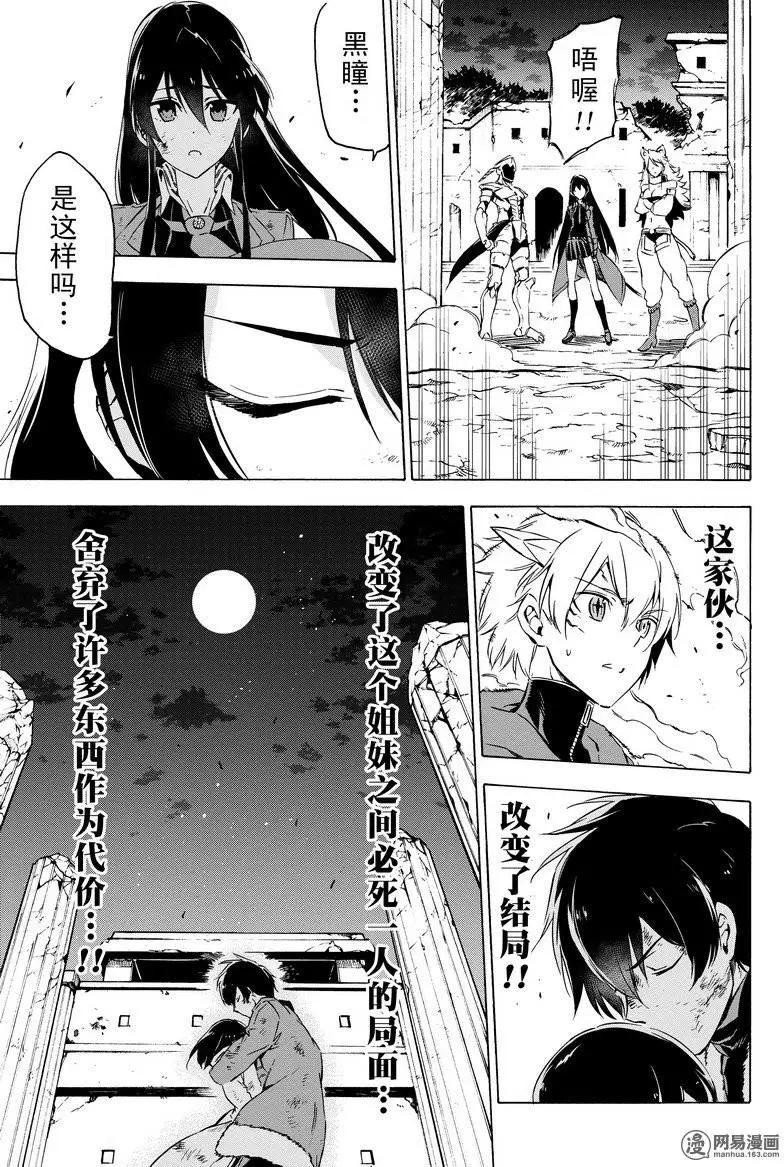 唔喔!!
黑瞳…
是这样吗…
这家伙…
改变了结局!!
改变了这个姐妹之间必死一人的局面…
舍弃了许多东西作为代价…!!
网易漫画
manhua.163.com